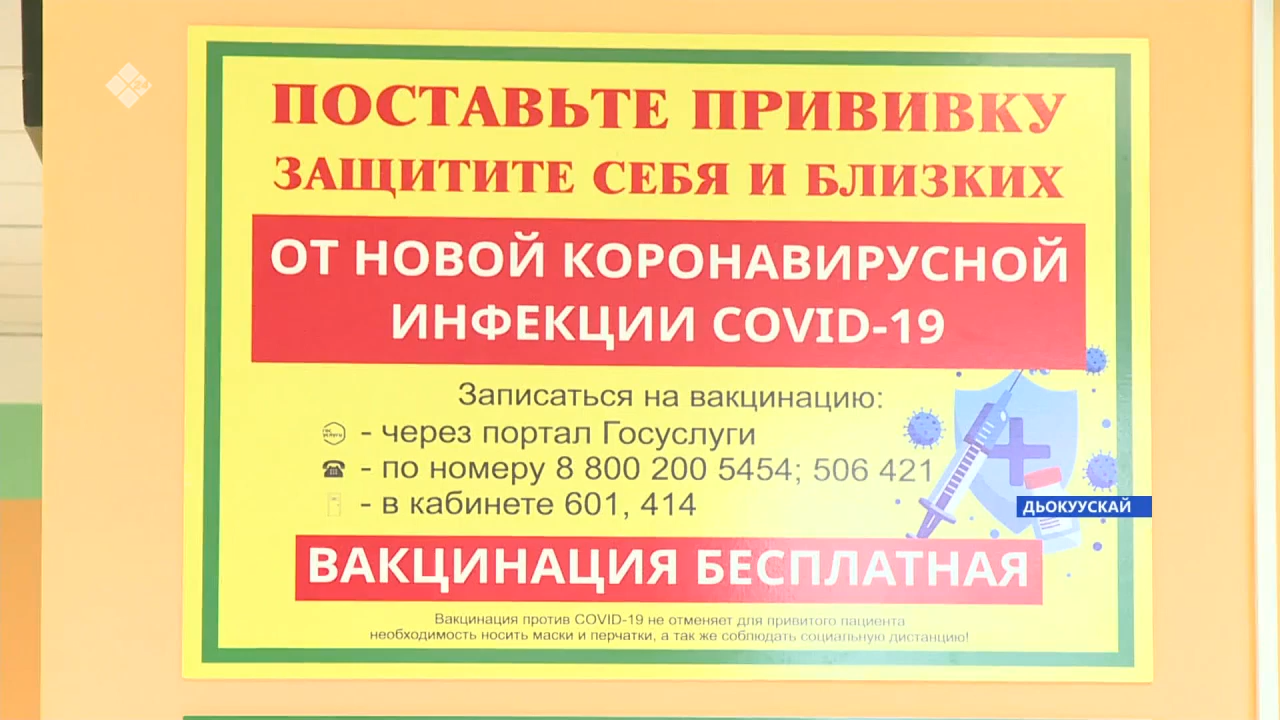 24
ПОСТАВЬТЕ ПРИВИВКУ
ЗАЩИТИТЕ СЕБЯ И БЛИЗКИХ
ОТ НОВОЙ КОРОНАВИРУСНОЙ
ИНФЕКЦИИ COVID-19
Записаться на вакцинацию:
- через портал Госуслуги
- по номеру 8 800 200 5454; 506 421
- в кабинете 601, 414
ДЬОКУУСКАЙ
ВАКЦИНАЦИЯ БЕСПЛАТНАЯ
Вакцинация против COVID-19 не отменяет для привитого пациента
необходимость носить маски и перчатки, а так же соблюдать социальную дистанцию!